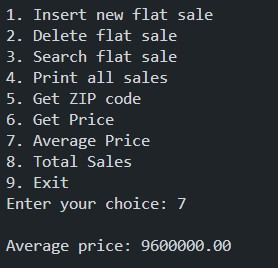 1. Insert new flat sale
2. Delete flat sale
3. Search flat sale
4. Print all sales
5. Get ZIP code
6. Get Price
7. Average Price
8. Total Sales
9. Exit
Enter your choice: 7
Average price: 9600000.00